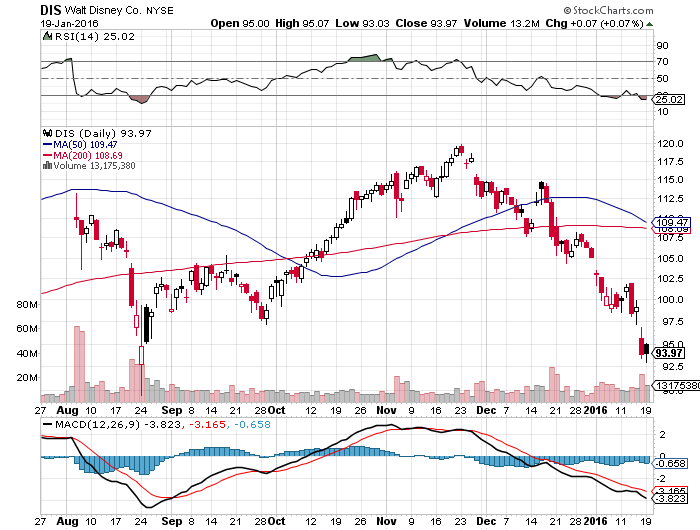 DIS Walt Disney Co. NYSE © StockCharts.com
19-Jan-2016 Open 95.00 High 95.07 Low 93.03 Close 93.97 Volume 13.2M Chg +0.07 (+0.07%)
RSI(14) 25.02
90
70
50
30
25.02
10
DIS (Daily) 93.97
MA(50) 109.47
MA(200) 108.69
Volume 13,175,380
120.0
117.5
115.0
112.5
109.47
107.5
105.0
102.5
100.0
97.5
95.0
93.97
92.5
80M
60M
40M
20M
13175380
27 Aug 10 17 24 Sep 8 14 21 28 Oct 12 19 26 Nov 9 16 23 Dec 7 14 21 28 2016 11 19
MACD(12,26,9) -3.823, -3.165, -0.658
2
0
-0.658
-3.165
-3.823
27 Aug 10 17 24 Sep 8 14 21 28 Oct 12 19 26 Nov 9 16 23 Dec 7 14 21 28 2016 11 19